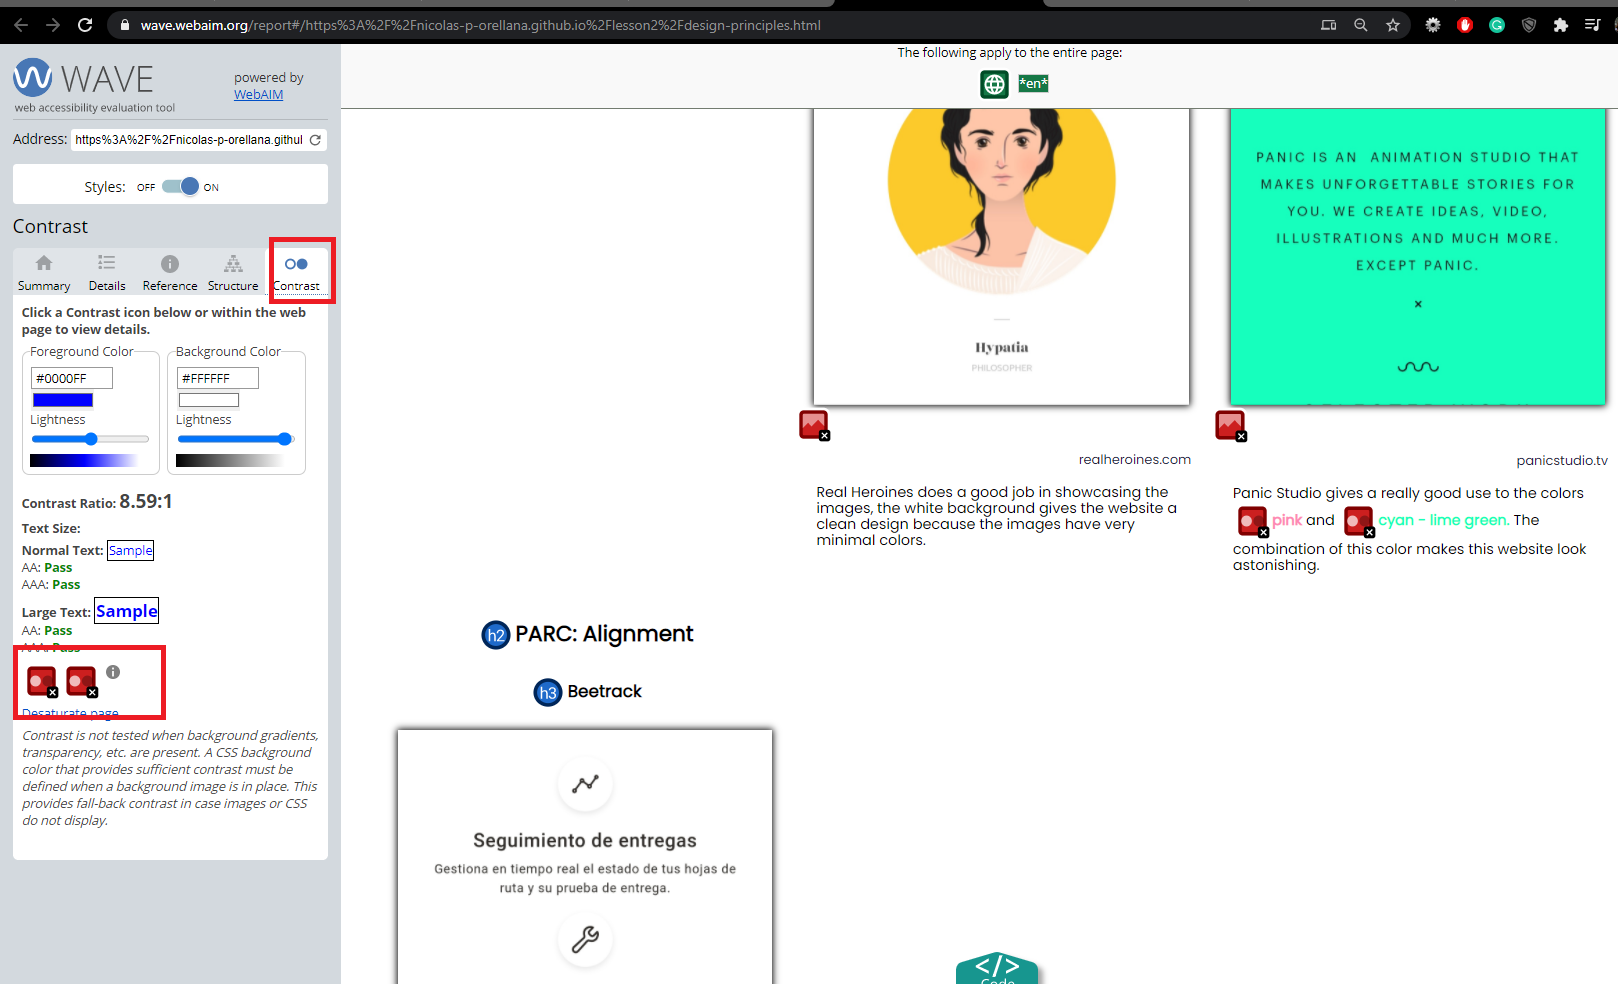 wave.webaim.org/report#/https%3A%2F%2Fnicolas-p-orellana.github.io%2Flesson2%2Fdesign-principles.html
WAVE
web accessibility evaluation tool
powered by
WebAIM
Address: https%3A%2F%2Fnicolas-p-orellana.githul
Styles: OFF ON
Contrast
Summary Details Reference Structure Contrast
Click a Contrast icon below or within the web
page to view details.
Foreground Color Background Color
#0000FF #FFFFFF
Lightness Lightness
Contrast Ratio: 8.59:1
Text Size:
Normal Text: Sample
AA: Pass
AAA: Pass
Large Text: Sample
AA: Pass
AAA: Pass
Desaturate page
Contrast is not tested when background gradients,
transparency, etc. are present. A CSS background
color that provides sufficient contrast must be
defined when a background image is in place. This
provides fall-back contrast in case images or CSS
do not display.
The following apply to the entire page:
*en*
Hypatia
PHILOSOPHER
realheroines.com
Real Heroines does a good job in showcasing the
images, the white background gives the website a
clean design because the images have very
minimal colors.
PANIC IS AN ANIMATION STUDIO THAT
MAKES UNFORGETTABLE STORIES FOR
YOU. WE CREATE IDEAS, VIDEO,
ILLUSTRATIONS AND MUCH MORE.
EXCEPT PANIC.
panicstudio.tv
Panic Studio gives a really good use to the colors
pink and cyan - lime green. The
combination of this color makes this website look
astonishing.
h2 PARC: Alignment
h3 Beetrack
Seguimiento de entregas
Gestiona en tiempo real el estado de tus hojas de
ruta y su prueba de entrega.
</> 
Code